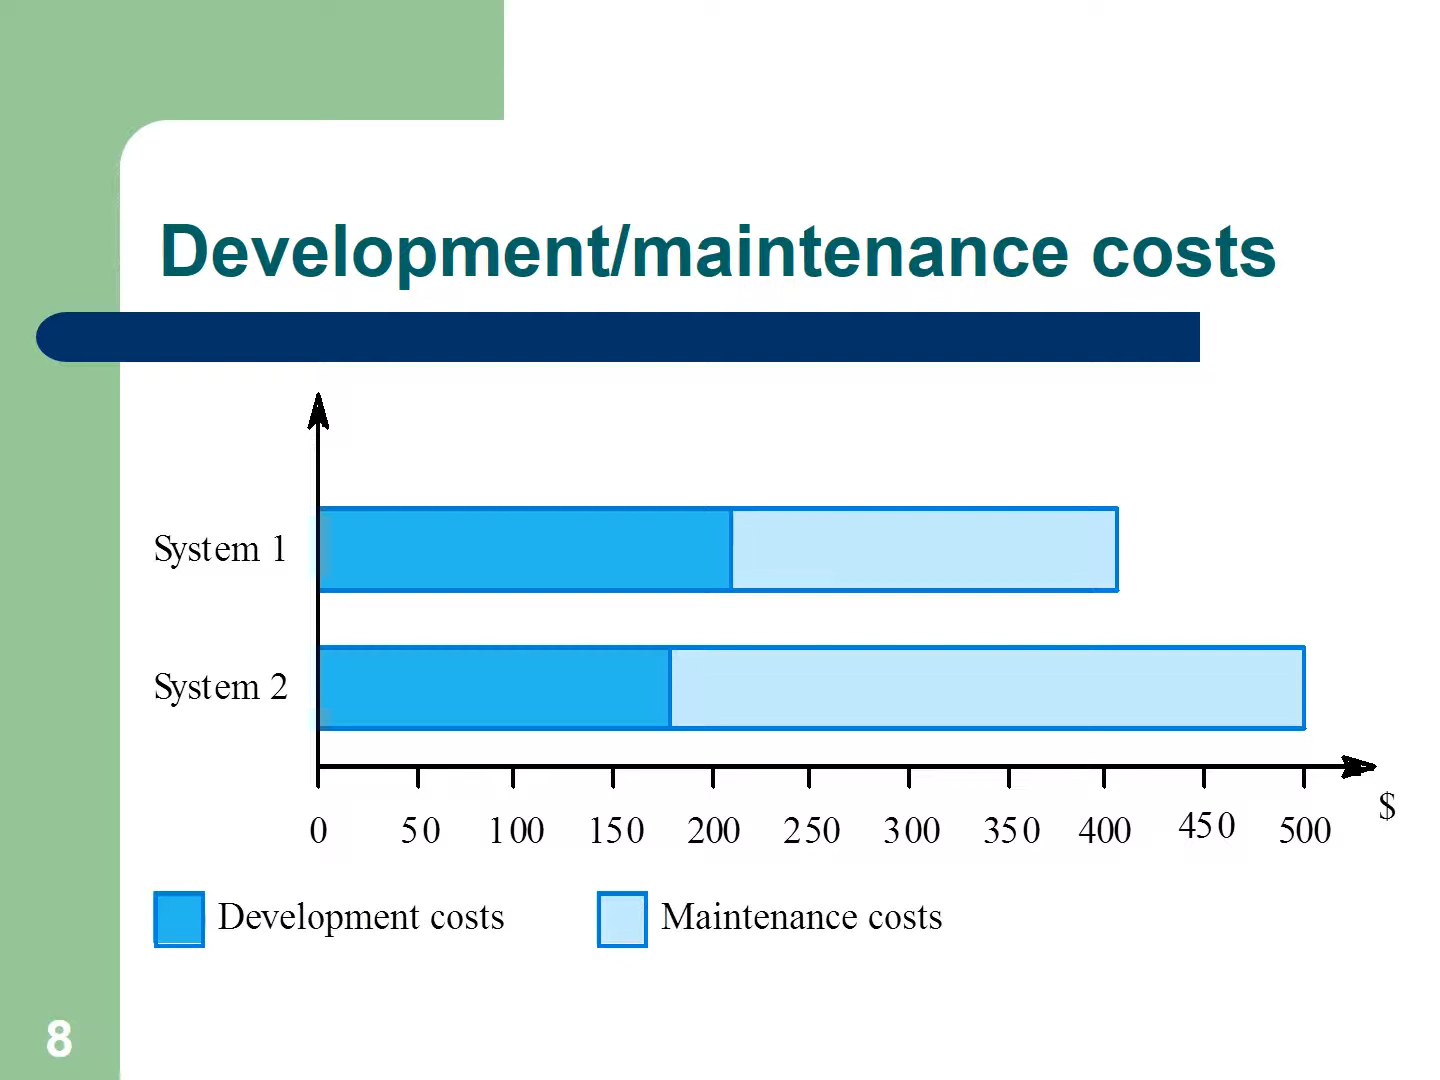 Development/maintenance costs
System 1
System 2
0 50 100 150 200 250 300 350 400 450 500
$
Development costs Maintenance costs
8